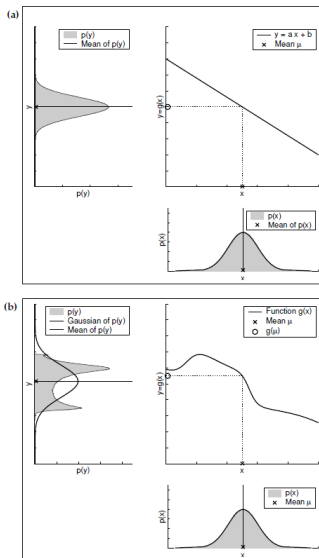 (a)
p(y)
Mean of p(y)
y
p(y)
y = a x + b
Mean μ
y=g(x)
x
p(x)
Mean of p(x)
p(x)
x
(b)
p(y)
Gaussian of p(y)
Mean of p(y)
y
p(y)
Function g(x)
Mean μ
g(μ)
y=g(x)
x
p(x)
Mean μ
p(x)
x